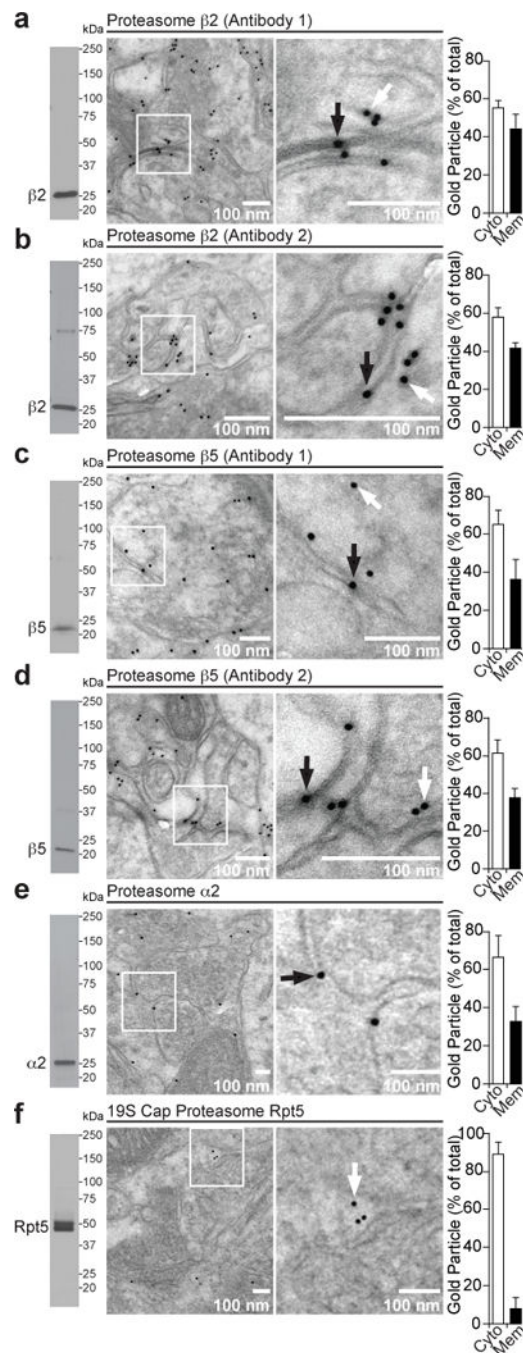 a
Proteasome β2 (Antibody 1)
kDa
250
150
100
75
50
37
25
20
β2
100 nm
100 nm
Gold Particle (% of total)
80
60
40
20
0
Cyto
Mem
b
Proteasome β2 (Antibody 2)
kDa
250
150
100
75
50
37
25
20
β2
100 nm
100 nm
Gold Particle (% of total)
80
60
40
20
0
Cyto
Mem
c
Proteasome β5 (Antibody 1)
kDa
250
150
100
75
50
37
25
20
β5
100 nm
100 nm
Gold Particle (% of total)
80
60
40
20
0
Cyto
Mem
d
Proteasome β5 (Antibody 2)
kDa
250
150
100
75
50
37
25
20
β5
100 nm
100 nm
Gold Particle (% of total)
80
60
40
20
0
Cyto
Mem
e
Proteasome α2
kDa
250
150
100
75
50
37
25
20
α2
100 nm
100 nm
Gold Particle (% of total)
80
60
40
20
0
Cyto
Mem
f
19S Cap Proteasome Rpt5
kDa
250
150
100
75
50
37
25
20
Rpt5
100 nm
100 nm
Gold Particle (% of total)
100
80
60
40
20
0
Cyto
Mem